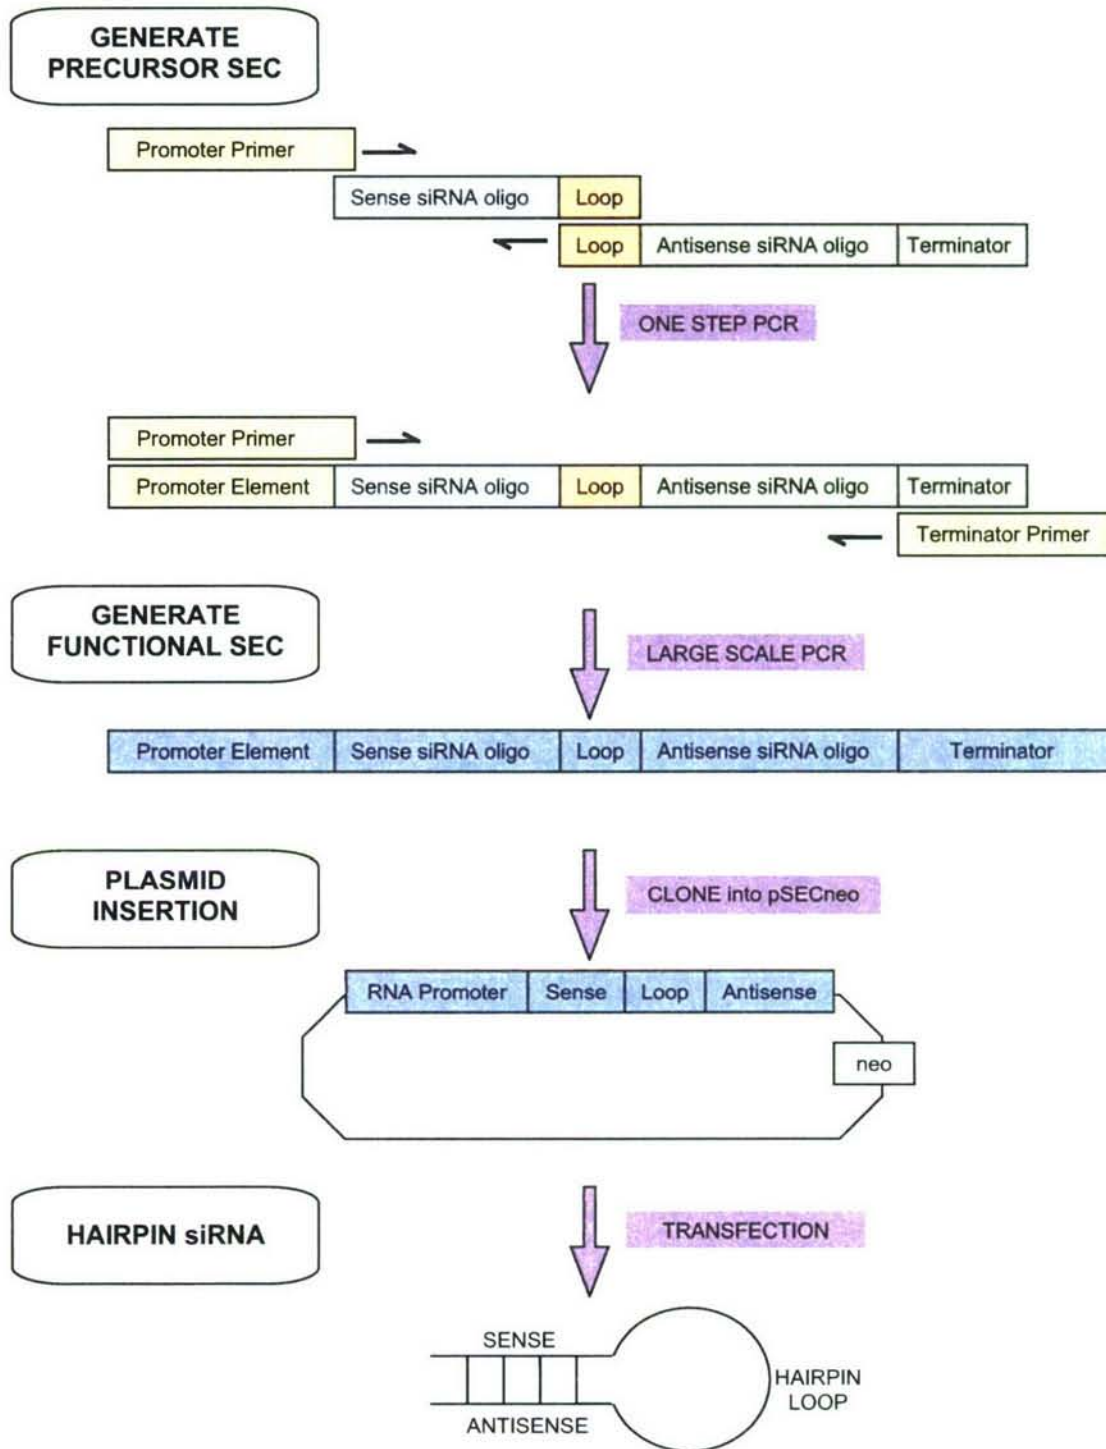 GENERATE
PRECURSOR SEC
Promoter Primer
Sense siRNA oligo Loop
Loop Antisense siRNA oligo Terminator
ONE STEP PCR
Promoter Primer
Promoter Element Sense siRNA oligo Loop Antisense siRNA oligo Terminator
Terminator Primer
GENERATE
FUNCTIONAL SEC
LARGE SCALE PCR
Promoter Element Sense siRNA oligo Loop Antisense siRNA oligo Terminator
PLASMID
INSERTION
CLONE into pSECneo
RNA Promoter Sense Loop Antisense
neo
HAIRPIN siRNA
TRANSFECTION
SENSE
HAIRPIN
LOOP
ANTISENSE